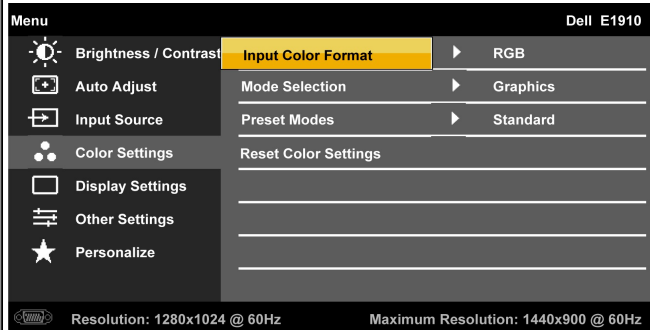 Menu Dell E1910
Brightness / Contrast Input Color Format RGB
Auto Adjust Mode Selection Graphics
Input Source Preset Modes Standard
Color Settings Reset Color Settings
Display Settings
Other Settings
Personalize
Resolution: 1280x1024 @ 60Hz Maximum Resolution: 1440x900 @ 60Hz